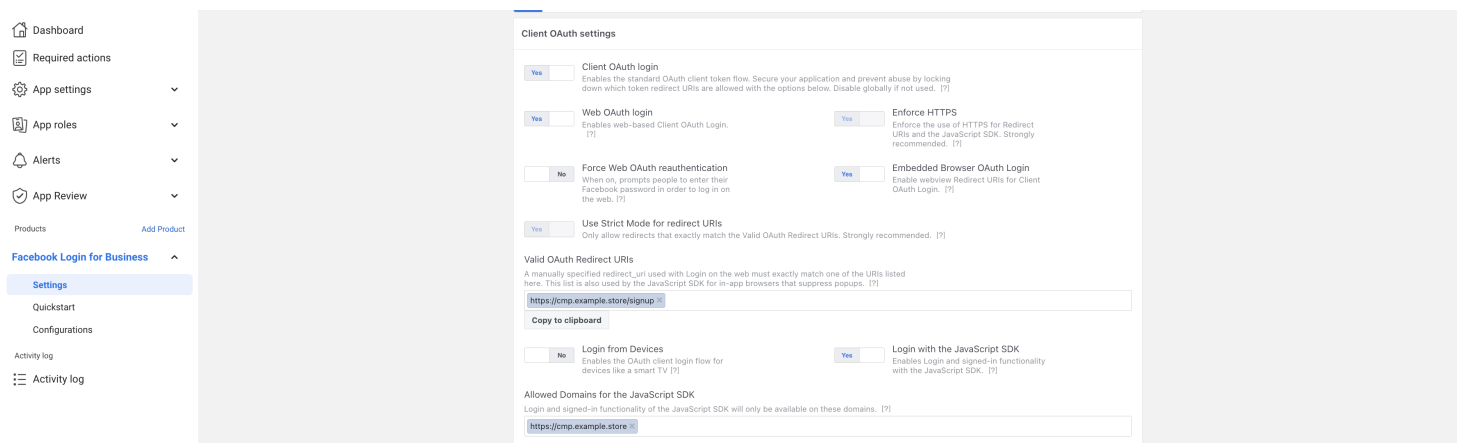 Dashboard
Required actions
App settings
App roles
Alerts
App Review
Products
Add Product
Facebook Login for Business
Settings
Quickstart
Configurations
Activity log
Activity log
Client OAuth settings
Yes
Client OAuth login
Enables the standard OAuth client token flow. Secure your application and prevent abuse by locking
down which token redirect URIs are allowed with the options below. Disable globally if not used. [?]
Yes
Web OAuth login
Enables web-based Client OAuth Login.
[?]
Yes
Enforce HTTPS
Enforce the use of HTTPS for Redirect
URIs and the JavaScript SDK. Strongly
recommended. [?]
No
Force Web OAuth reauthentication
When on, prompts people to enter their
Facebook password in order to log in on
the web. [?]
Yes
Embedded Browser OAuth Login
Enable webview Redirect URIs for Client
OAuth Login. [?]
Yes
Use Strict Mode for redirect URIs
Only allow redirects that exactly match the Valid OAuth Redirect URIs. Strongly recommended. [?]
Valid OAuth Redirect URIs
A manually specified redirect_uri used with Login on the web must exactly match one of the URIs listed
here. This list is also used by the JavaScript SDK for in-app browsers that suppress popups. [?]
https://cmp.example.store/signup ×
Copy to clipboard
No
Login from Devices
Enables the OAuth client login flow for
devices like a smart TV [?]
Yes
Login with the JavaScript SDK
Enables Login and signed-in functionality
with the JavaScript SDK. [?]
Allowed Domains for the JavaScript SDK
Login and signed-in functionality of the JavaScript SDK will only be available on these domains. [?]
https://cmp.example.store ×